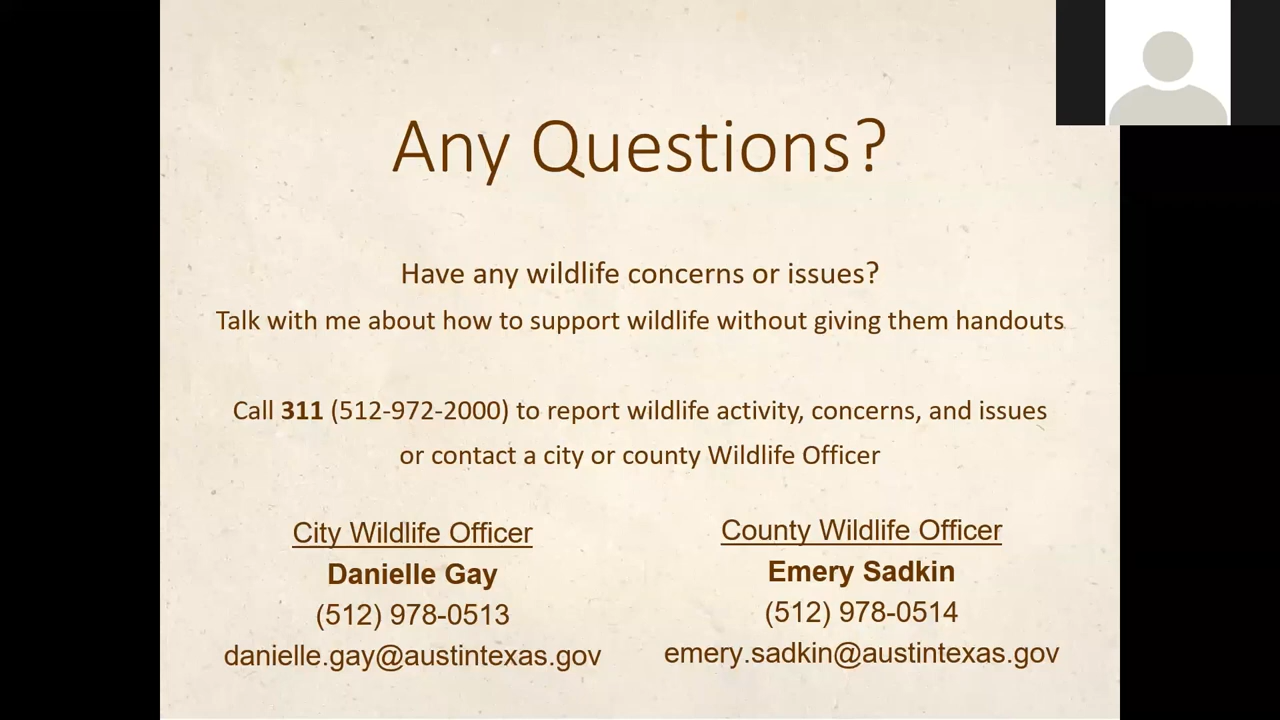 Any Questions?
Have any wildlife concerns or issues?
Talk with me about how to support wildlife without giving them handouts
Call 311 (512-972-2000) to report wildlife activity, concerns, and issues
or contact a city or county Wildlife Officer
City Wildlife Officer
Danielle Gay
(512) 978-0513
danielle.gay@austintexas.gov
County Wildlife Officer
Emery Sadkin
(512) 978-0514
emery.sadkin@austintexas.gov